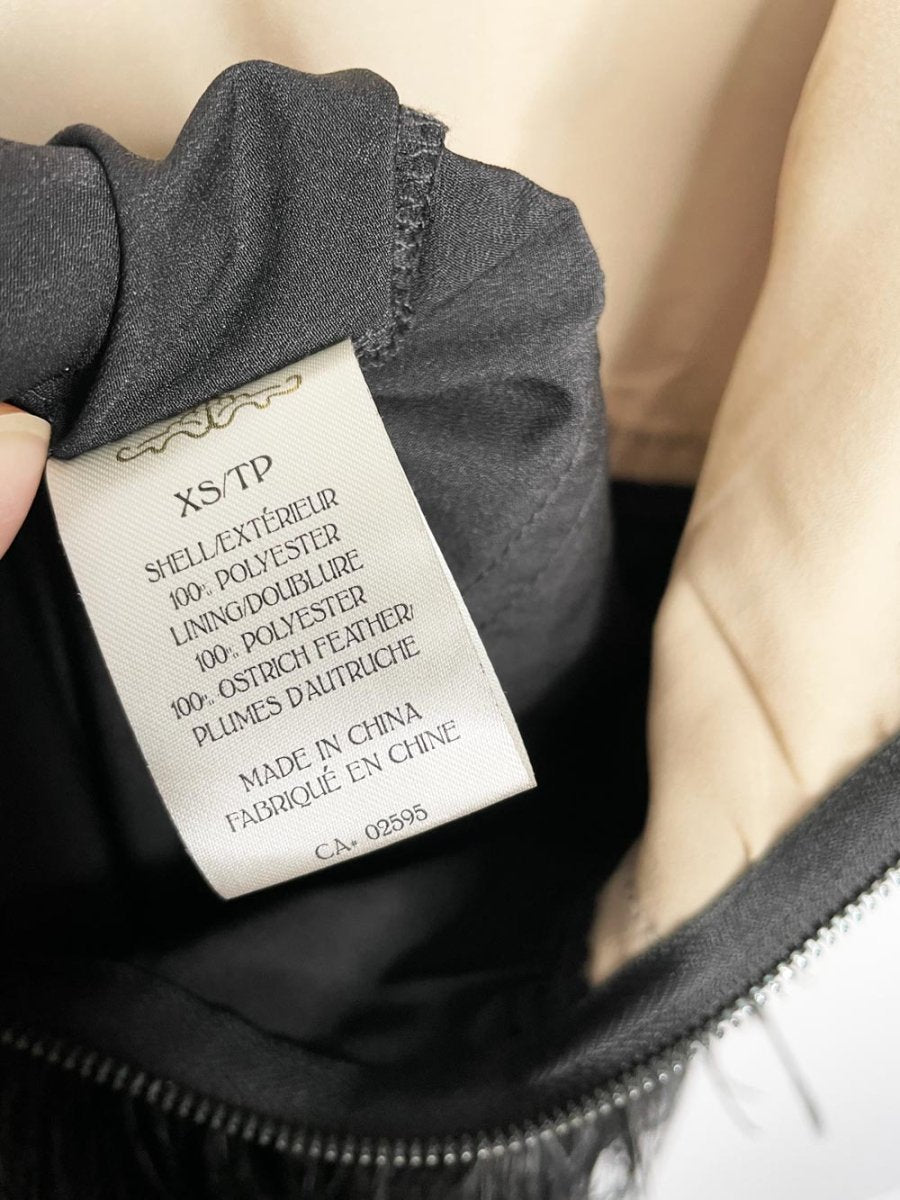 XS/TP
SHELL/EXTÉRIEUR
100% POLYESTER
LINING/DOUBLURE
100% POLYESTER
100% OSTRICH FEATHER/
PLUMES D'AUTRUCHE
MADE IN CHINA
FABRIQUÉ EN CHINE
CA# 02595